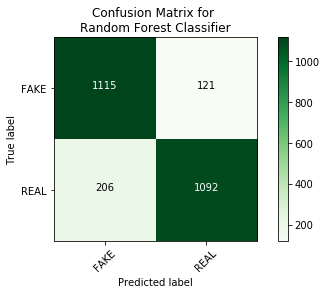 Confusion Matrix for
Random Forest Classifier
FAKE
1115
121
REAL
206
1092
True label
FAKE
REAL
Predicted label
1000
800
600
400
200